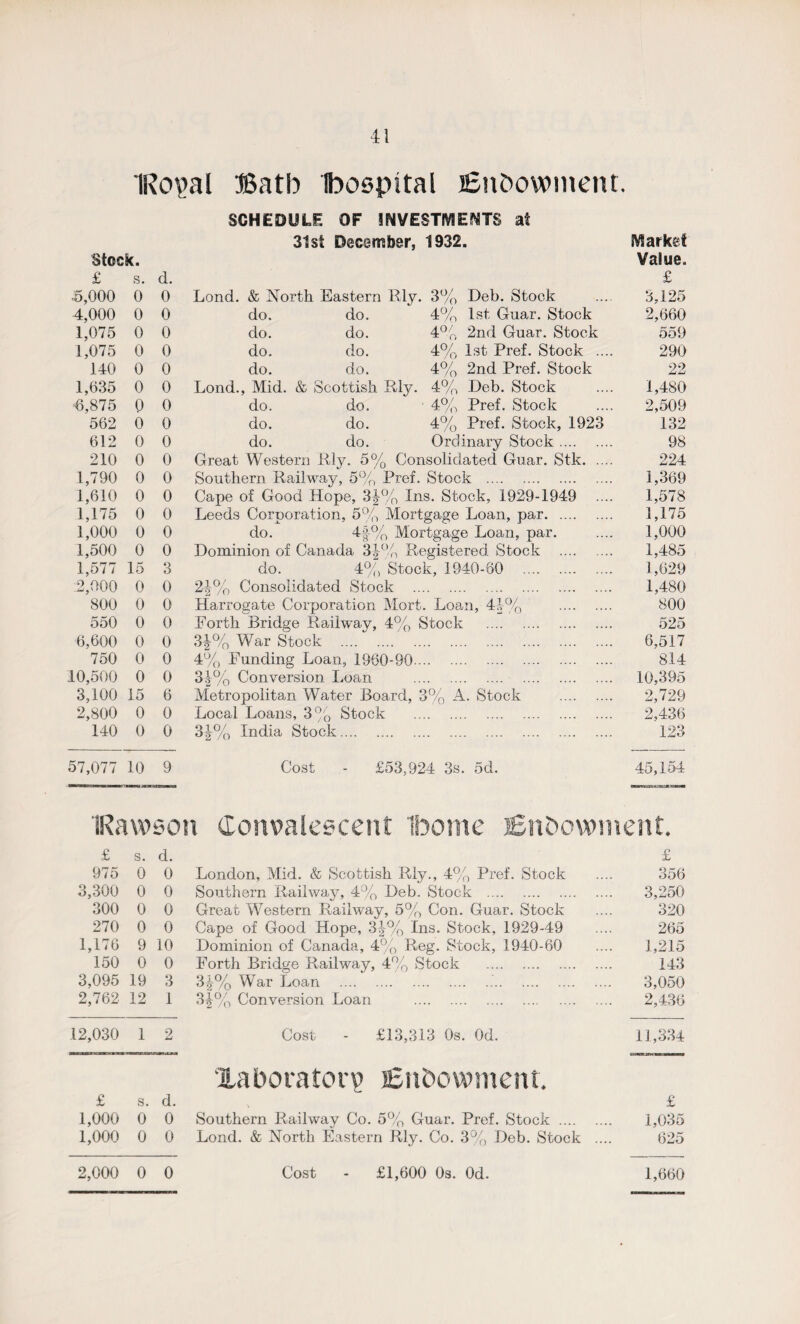 41
Royal Bath Hospital Endowment.
SCHEDULE OF INVESTMENTS at
31st December, 1932.
Stock. Market Value.
£ s. d. £
5,000 0 0 Lond. & North Eastern Rly. 3% Deb. Stock .... 3,125
4,000 0 0 do. do. 4% 1st Guar. Stock 2,660
1,075 0 0 do. do. 4% 2nd Guar. Stock 559
1,075 0 0 do. do. 4% 1st Pref. Stock .... 290
140 0 0 do. do. 4% 2nd Pref. Stock 22
1,635 0 0 Lond., Mid. & Scottish Rly. 4% Deb. Stock .... 1,480
6,875 0 0 do. do. 4% Pref. Stock .... 2,509
562 0 0 do. do. 4% Pref. Stock, 1923 132
612 0 0 do. do. Ordinary Stock .... .... 98
210 0 0 Great Western Rly. 5% Consolidated Guar. Stk. .... 224
1,790 0 0 Southern Railway, 5% Pref. Stock .... .... .... .... 1,369
1,610 0 0 Cape of Good Hope, 3½% Ins. Stock, 1929-1949 .... 1,578
1,175 0 0 Leeds Corporation, 5% Mortgage Loan, par. .... .... 1,175
1,000 0 0 do. 4⅜% Mortgage Loan, par. .... 1,000
1,500 0 0 Dominion of Canada 3½% Registered Stock .... .... 1,485
1,577 15 3 do. 4% Stock, 1940-60 .... .... .... 1,629
2,000 0 0 2½% Consolidated Stock .... .... .... .... .... .... 1,480
800 0 0 Harrogate Corporation Mort. Loan, 4½% .... .... 800
550 0 0 Forth Bridge Railway, 4% Stock .... .... .... .... 525
6,600 0 0 3½% War Stock .... .... .... .... .... .... .... .... 6,517
750 0 0 4% Funding Loan, 1960-90.... .... .... .... .... .... 814
10,500 0 0 3½% Conversion Loan .... .... .... .... .... .... 10,395
3,100 15 6 Metropolitan Water Board, 3% A. Stock .... .... 2,729
2,800 0 0 Local Loans, 3% Stock .... .... .... .... .... .... 2,436
140 0 0 3½% India Stock.... .... .... .... .... .... .... .... 123
57,077 10 9 Cost - £53,924 3s. 5d. 45,154
Rawson Convalescent Home Endowment.
£ s. d. £
975 0 0 London, Mid. & Scottish Rly., 4% Pref. Stock .... 356
3,300 0 0 Southern Railway, 4% Deb. Stock .... .... .... .... 3,250
300 0 0 Great Western Railway, 5% Con. Guar. Stock .... 320
270 0 0 Cape of Good Hope, 3½% Ins. Stock, 1929-49 .... 265
1,176 9 10 Dominion of Canada, 4% Reg. Stock, 1940-60 .... 1,215
150 0 0 Forth Bridge Railway, 4% Stock .... .... .... .... 143
3,095 19 3 3½% War Loan .... .... .... .... .... .... .... .... 3,050
2,762 12 1 3½% Conversion Loan .... .... .... .... .... .... 2,436
12,030 1 2 Cost - £13,313 0s. 0d. 11,334
Laboratory Endowment.
£ s. d. £
1,000 0 0 Southern Railway Co. 5% Guar. Pref. Stock .... .... 1,035
1,000 0 0 Lond. & North Eastern Rly. Co. 3% Deb. Stock .... 625
2,000 0 0 Cost - £1,600 0s. 0d. 1,660